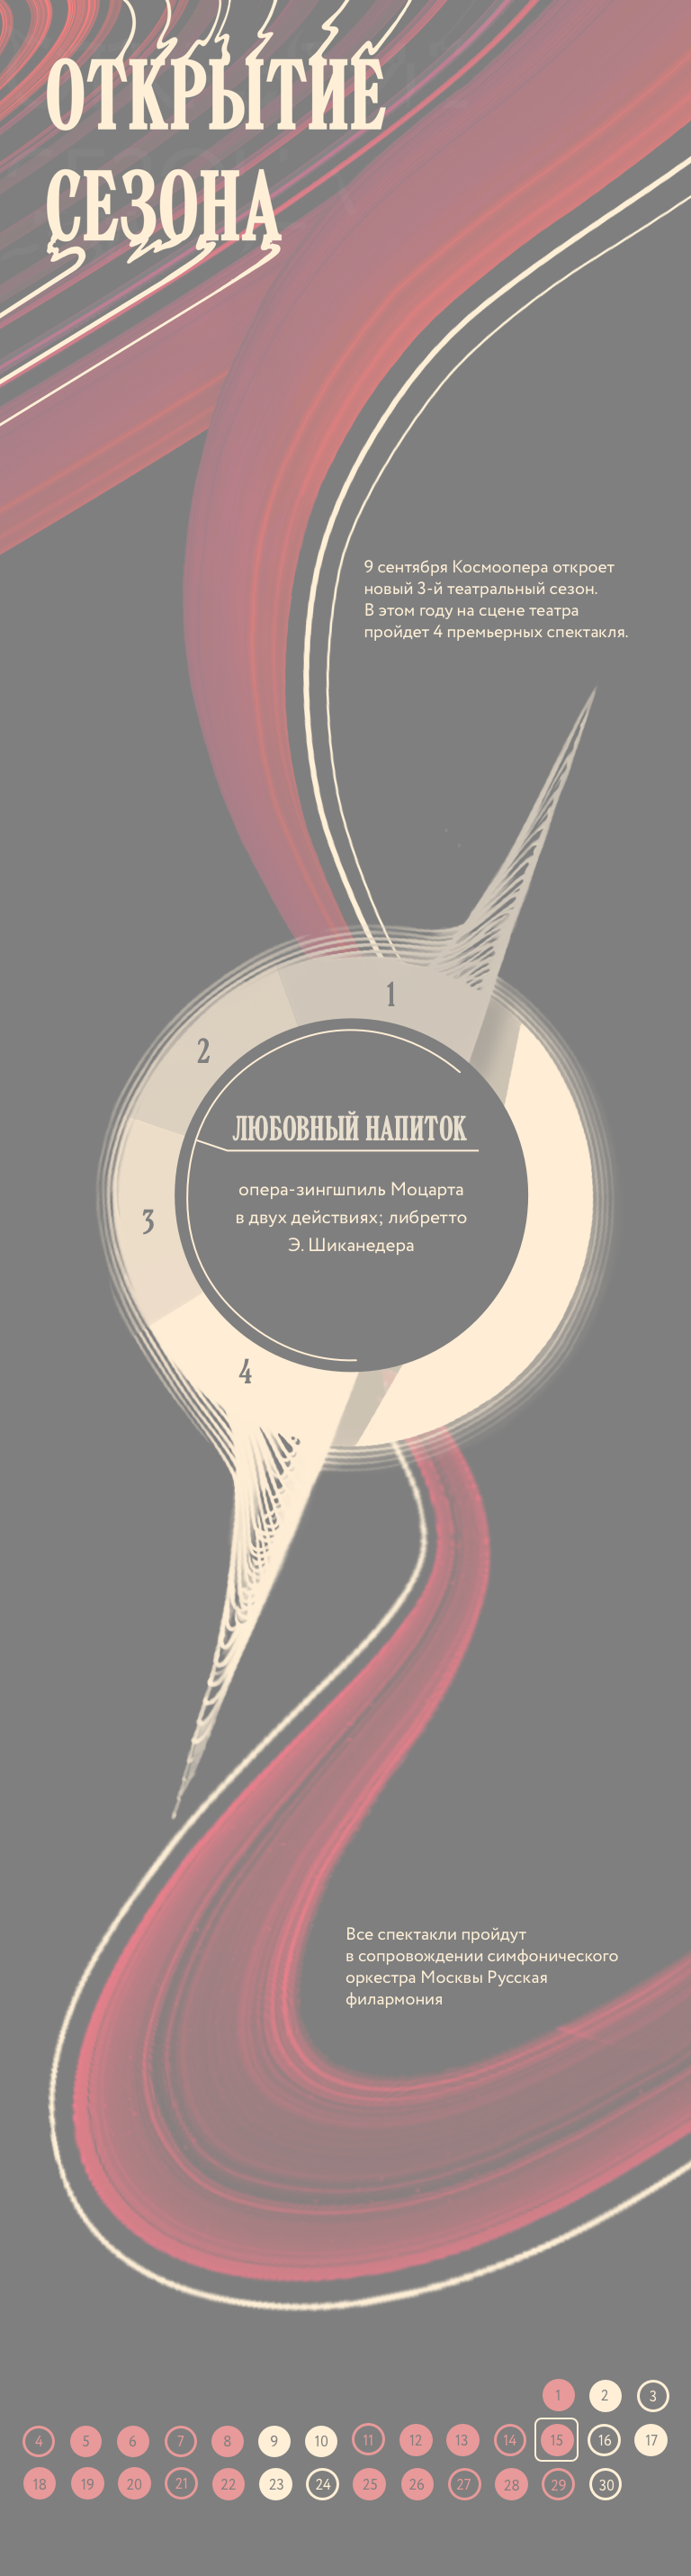 ОТКРЫТИЕ
СЕЗОНА
9 сентября Космоопера откроет
новый 3-й театральный сезон.
В этом году на сцене театра
пройдет 4 премьерных спектакля.
1
2
3
4
ЛЮБОВНЫЙ НАПИТОК
опера-зингшпиль Моцарта
в двух действиях; либретто
Э. Шиканедера
Все спектакли пройдут
в сопровождении симфонического
оркестра Москвы Русская
филармония
1 2 3
4 5 6 7 8 9 10 11 12 13 14 15 16 17
18 19 20 21 22 23 24 25 26 27 28 29 30